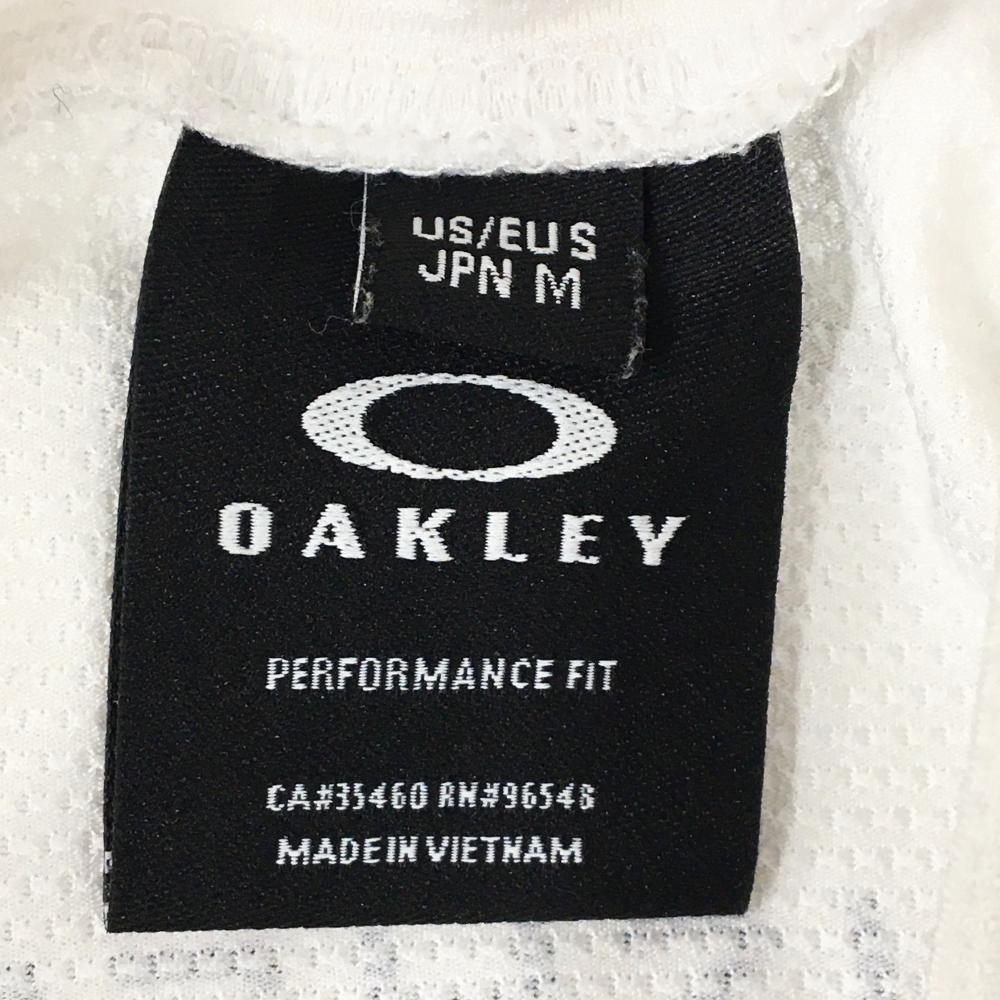 US/EU S
JPN M
OAKLEY
PERFORMANCE FIT
CA#35460 RN#96548
MADE IN VIETNAM